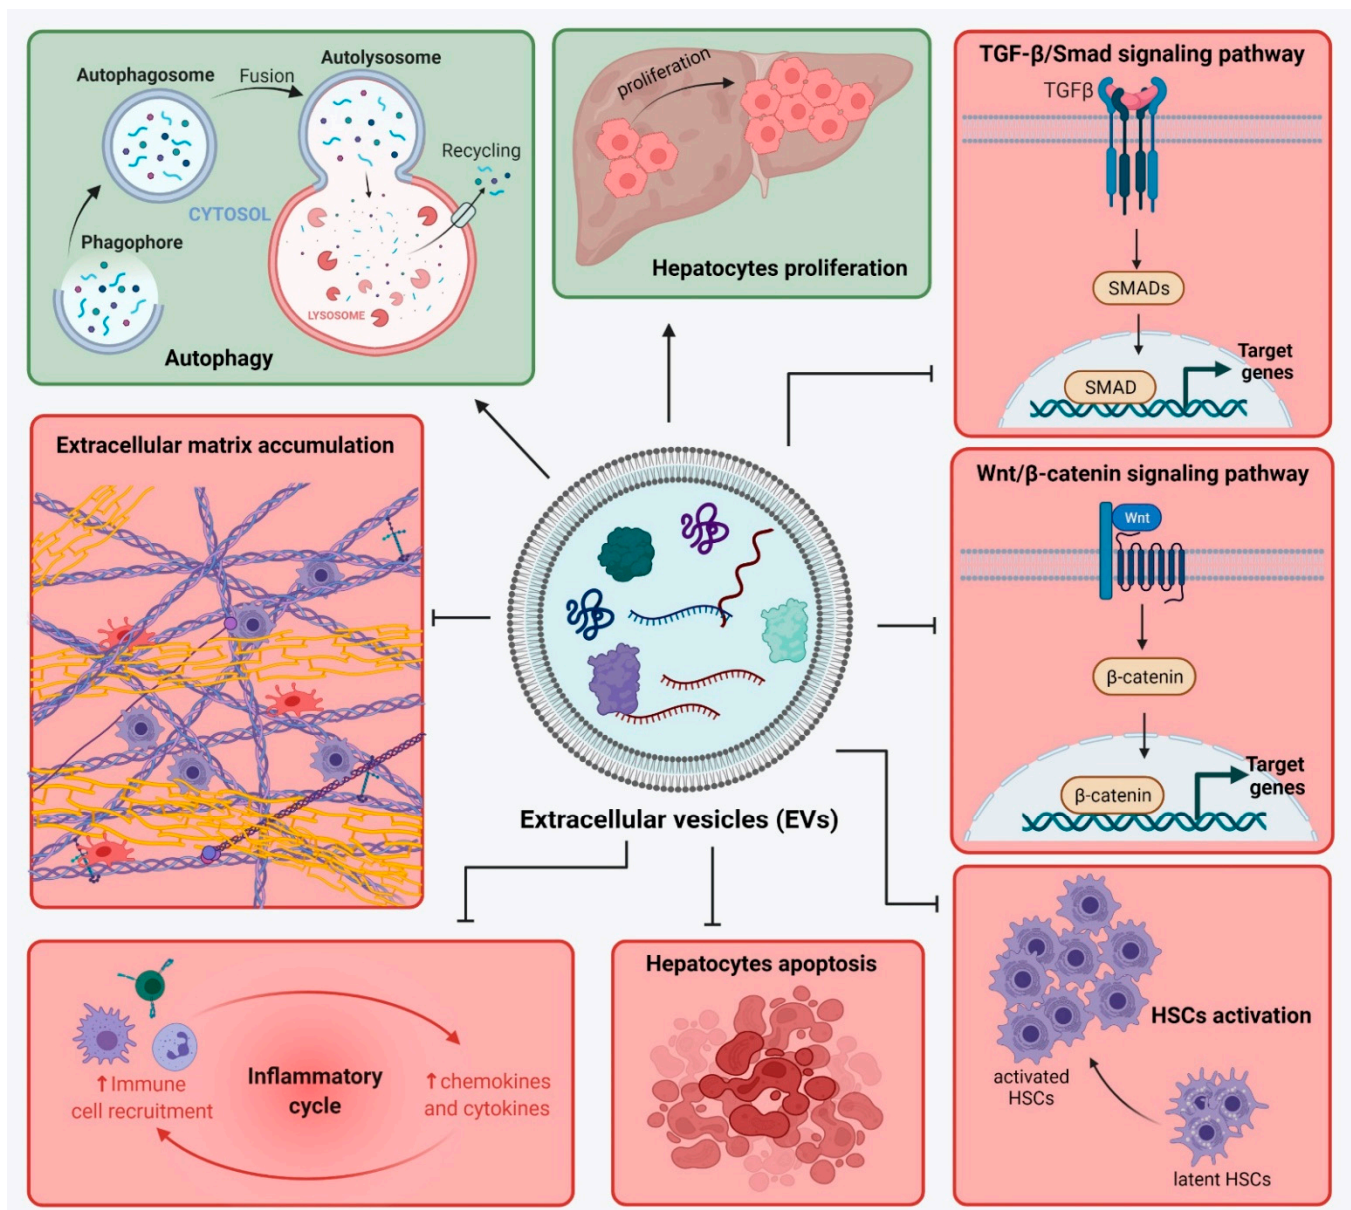 Autophagosome
Fusion
Autolysosome
Recycling
CYTOSOL
Phagophore
LYSOSOME
Autophagy
proliferation
Hepatocytes proliferation
TGF-β/Smad signaling pathway
TGFβ
SMADs
Target
genes
SMAD
Extracellular matrix accumulation
Wnt/β-catenin signaling pathway
Wnt
β-catenin
Target
genes
β-catenin
Extracellular vesicles (EVs)
↑Immune
cell recruitment
Inflammatory
cycle
↑chemokines
and cytokines
Hepatocytes apoptosis
HSCs activation
activated
HSCs
latent HSCs